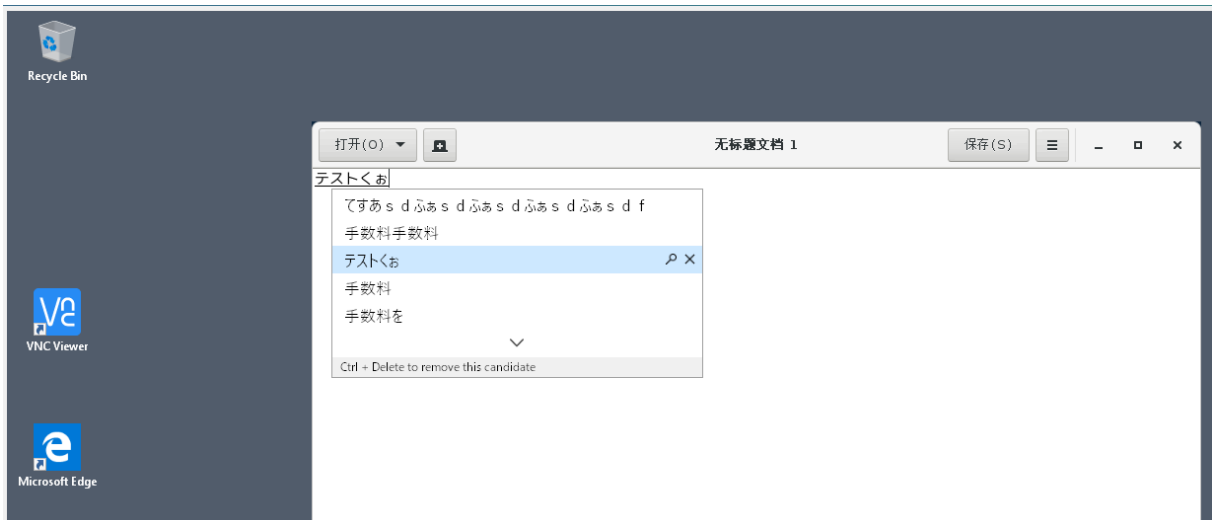 Recycle Bin
打开(O)
无标题文档 1
保存(S)
テストくぉ
てすあｓｄふぁｓｄふぁｓｄふぁｓｄふぁｓｄｆ
手数料手数料
テストくぉ
手数料
手数料を
Ctrl + Delete to remove this candidate
VNC Viewer
Microsoft Edge